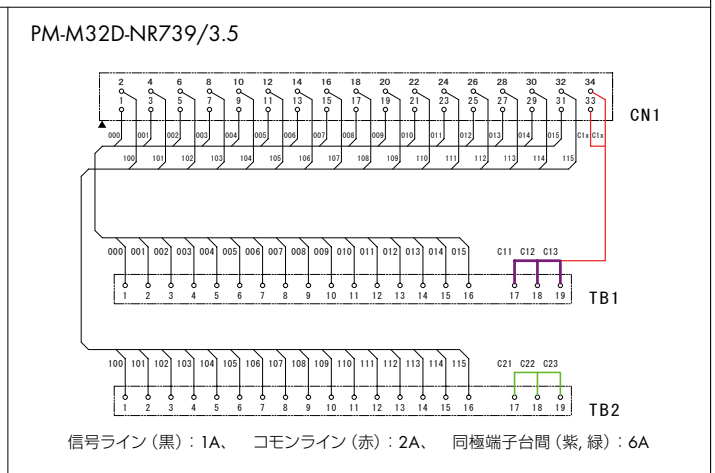 PM-M32D-NR739/3.5
2 4 6 8 10 12 14 16 18 20 22 24 26 28 30 32 34
1 3 5 7 9 11 13 15 17 19 21 23 25 27 29 31 33
CN1
000 001 002 003 004 005 006 007 008 009 010 021 012 013 014 015 C1x C1x
100 101 102 103 104 105 106 107 108 109 110 111 112 113 114 115
000 001 002 003 004 005 006 007 008 009 010 011 012 013 014 015 C11 C12 C13
1 2 3 4 5 6 7 8 9 10 11 12 13 14 15 16 17 18 19
TB1
100 101 102 103 104 105 106 107 108 109 110 111 112 113 114 115 C21 C22 C23
1 2 3 4 5 6 7 8 9 10 11 12 13 14 15 16 17 18 19
TB2
信号ライン (黒) : 1A、 コモンライン (赤) : 2A、 同極端子台間 (紫, 緑) : 6A